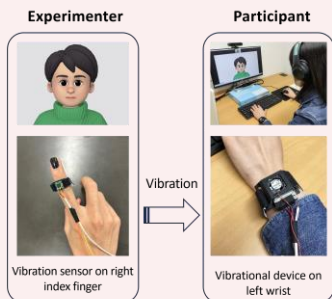 Experimenter
Participant
Vibration
Vibration sensor on right
index finger
Vibrational device on
left wrist